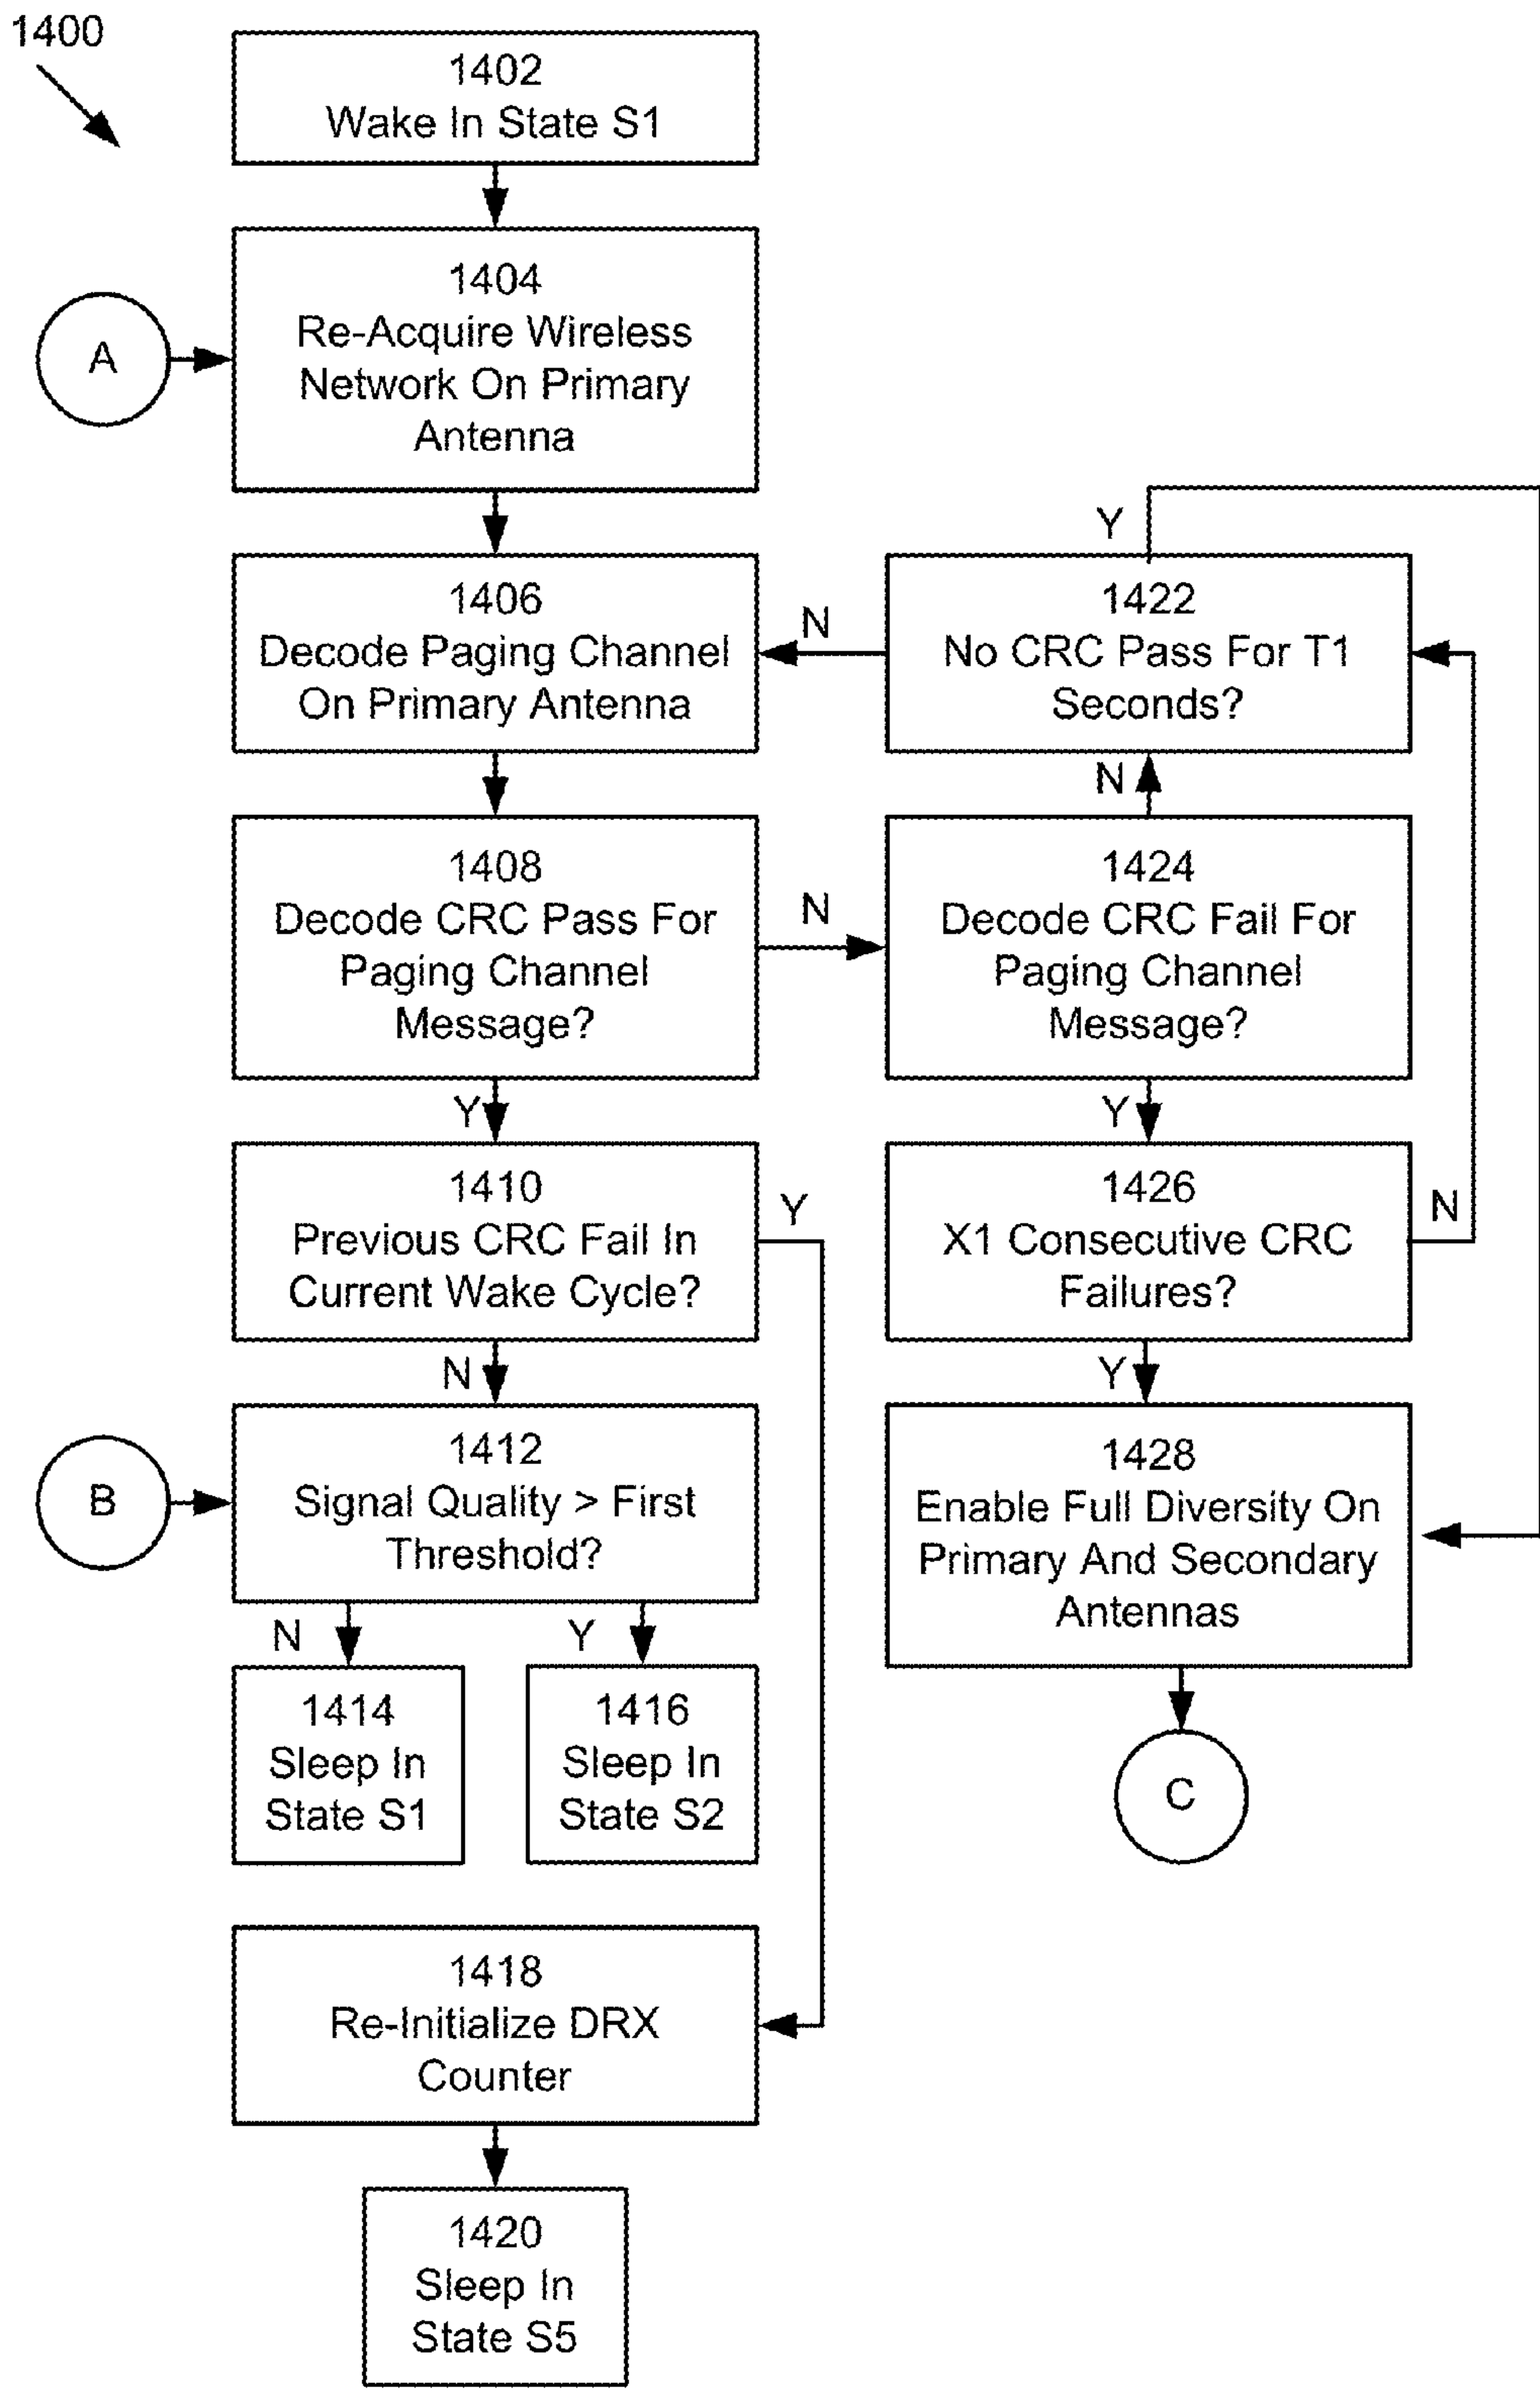 1400
1402
Wake In State S1
1404
Re-Acquire Wireless
Network On Primary
Antenna
A
1406
Decode Paging Channel
On Primary Antenna
N
Y
1422
No CRC Pass For T1
Seconds?
N
1408
Decode CRC Pass For
Paging Channel
Message?
N
1424
Decode CRC Fail For
Paging Channel
Message?
Y
Y
1410
Previous CRC Fail In
Current Wake Cycle?
Y
1426
X1 Consecutive CRC
Failures?
N
N
Y
B
1412
Signal Quality > First
Threshold?
1428
Enable Full Diversity On
Primary And Secondary
Antennas
N
Y
1414
Sleep In
State S1
1416
Sleep In
State S2
C
1418
Re-Initialize DRX
Counter
1420
Sleep In
State S5